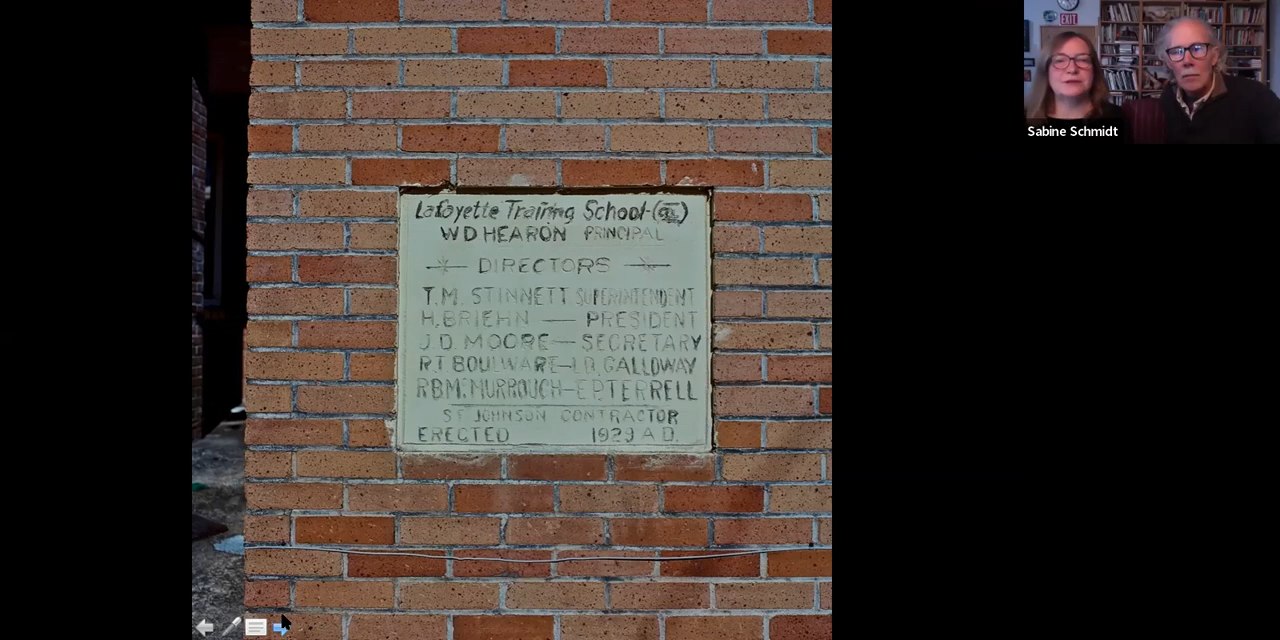 Lafayette Training School
W D HEARON PRINCIPAL
DIRECTORS
T.M. STINNETT SUPERINTENDENT
H. BRIEHN — PRESIDENT
J.D. MOORE — SECRETARY
R.T. BOULWARE — L.D. GALLOWAY
R B McMURROUGH — E P TERRELL
S.F. JOHNSON CONTRACTOR
ERECTED 1929 A.D.
EXIT
Sabine Schmidt